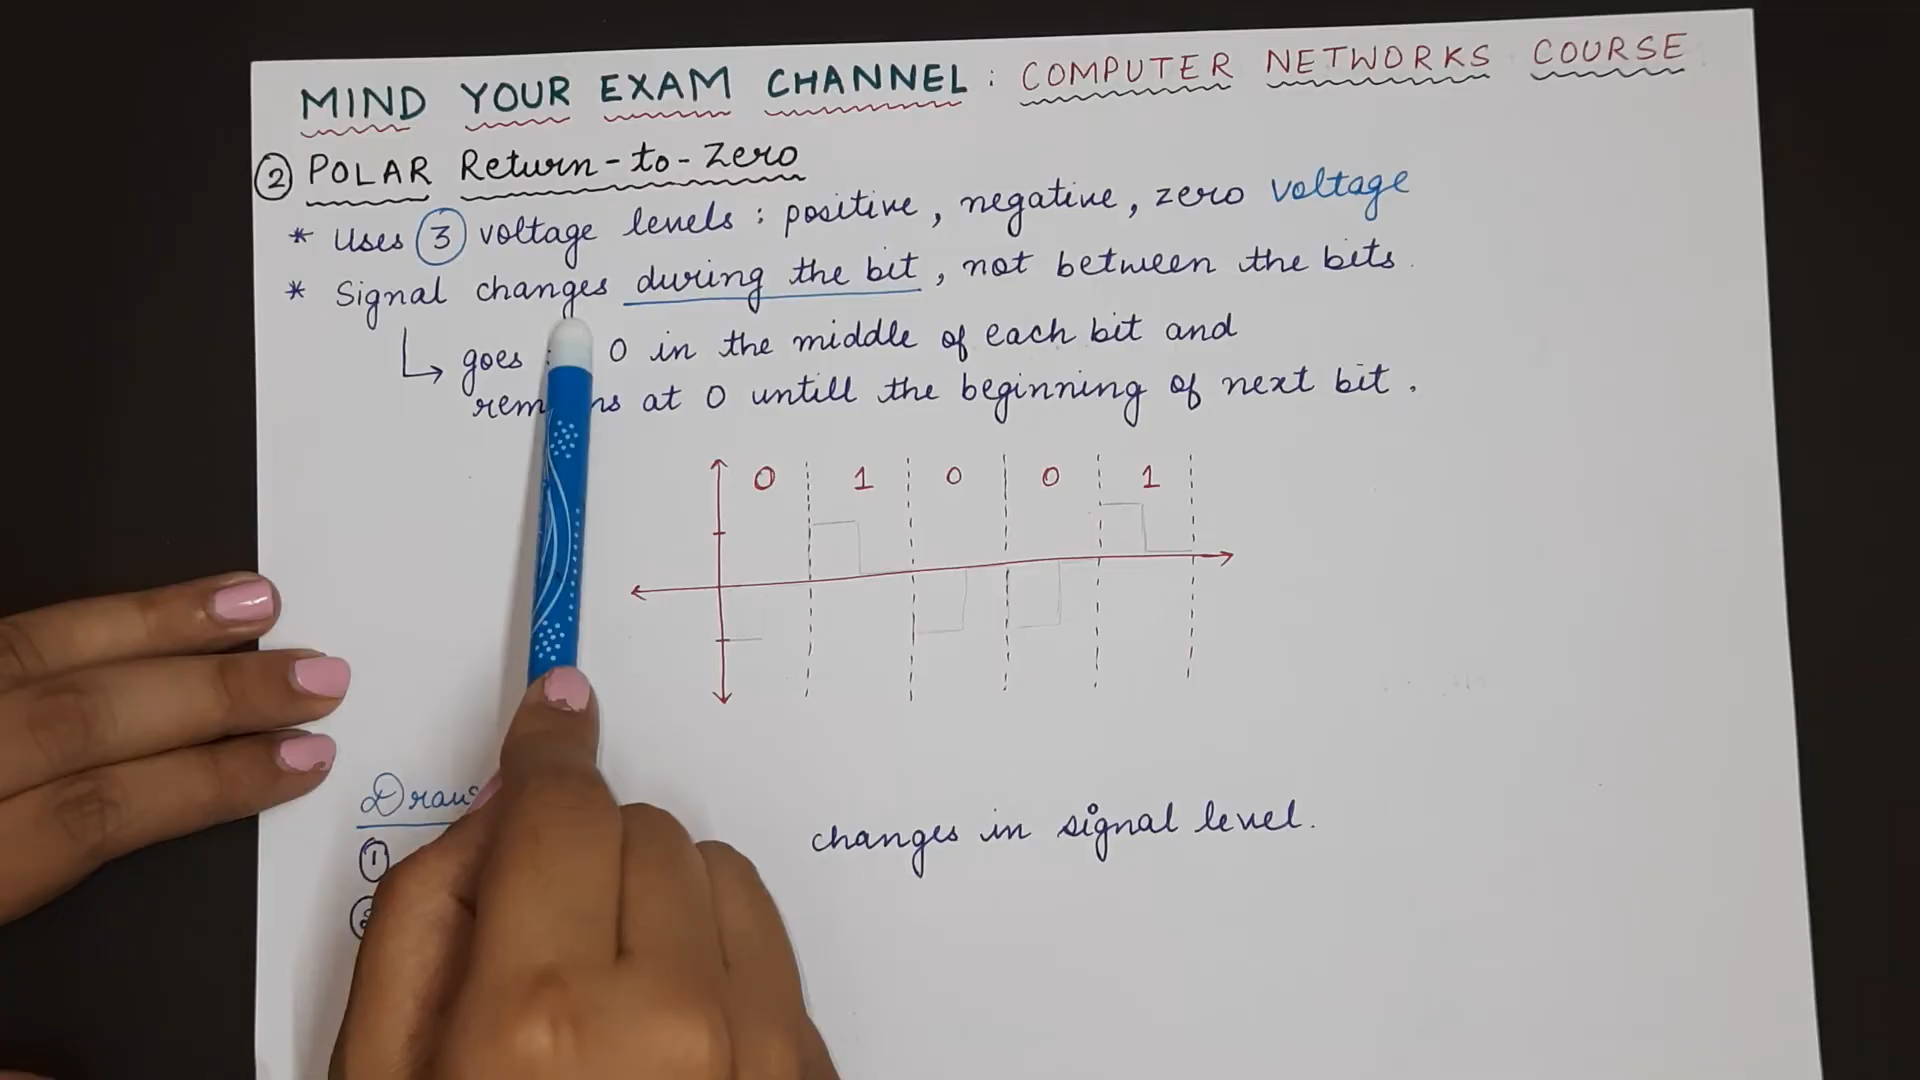 MIND YOUR EXAM CHANNEL : COMPUTER NETWORKS COURSE
② POLAR Return-to-Zero
* Uses ③ voltage levels : positive, negative, zero voltage
* Signal changes during the bit, not between the bits.
↳ goes 0 in the middle of each bit and
at 0 untill the beginning of next bit.
0 1 0 0 1
①
changes in signal level.